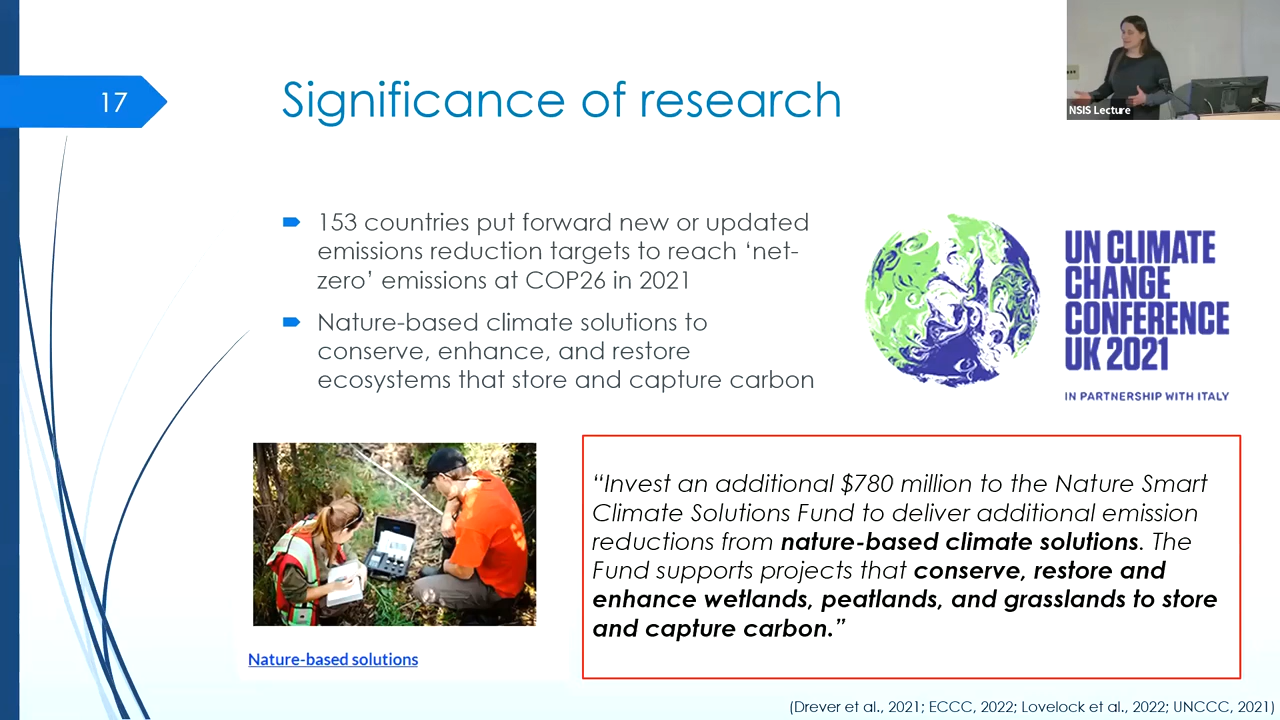 17
Significance of research
NSIS Lecture
153 countries put forward new or updated
emissions reduction targets to reach ‘net-
zero’ emissions at COP26 in 2021
Nature-based climate solutions to
conserve, enhance, and restore
ecosystems that store and capture carbon
UN CLIMATE
CHANGE
CONFERENCE
UK 2021
IN PARTNERSHIP WITH ITALY
Nature-based solutions
“Invest an additional $780 million to the Nature Smart
Climate Solutions Fund to deliver additional emission
reductions from nature-based climate solutions. The
Fund supports projects that conserve, restore and
enhance wetlands, peatlands, and grasslands to store
and capture carbon.”
(Drever et al., 2021; ECCC, 2022; Lovelock et al., 2022; UNCCC, 2021)